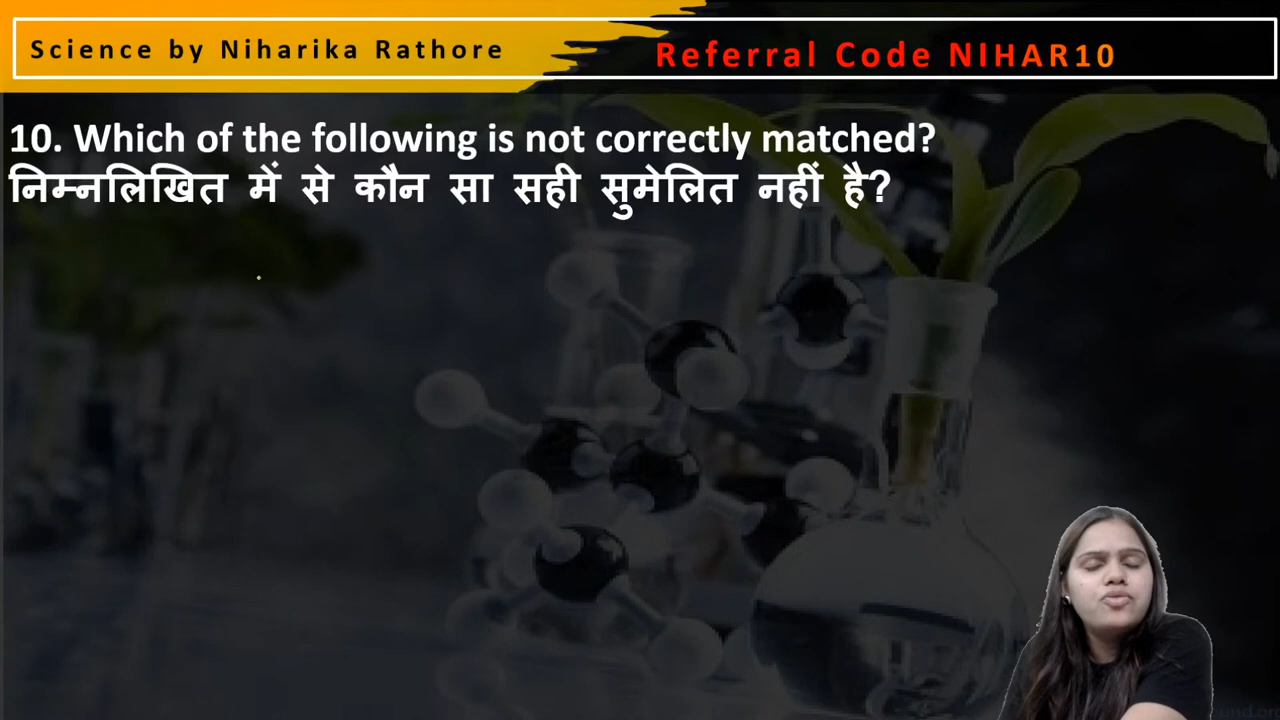 Science by Niharika Rathore
Referral Code NIHAR10
10. Which of the following is not correctly matched?
निम्नलिखित में से कौन सा सही सुमेलित नहीं है?